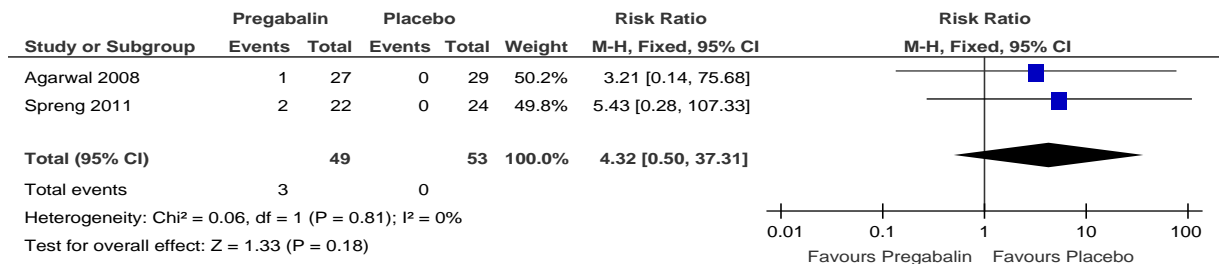 Pregabalin Placebo Risk Ratio Risk Ratio
Study or Subgroup Events Total Events Total Weight M-H, Fixed, 95% CI M-H, Fixed, 95% CI
Agarwal 2008 1 27 0 29 50.2% 3.21 [0.14, 75.68]
Spreng 2011 2 22 0 24 49.8% 5.43 [0.28, 107.33]
Total (95% CI) 49 53 100.0% 4.32 [0.50, 37.31]
Total events 3 0
Heterogeneity: Chi² = 0.06, df = 1 (P = 0.81); I² = 0%
Test for overall effect: Z = 1.33 (P = 0.18)
0.01 0.1 1 10 100
Favours Pregabalin Favours Placebo